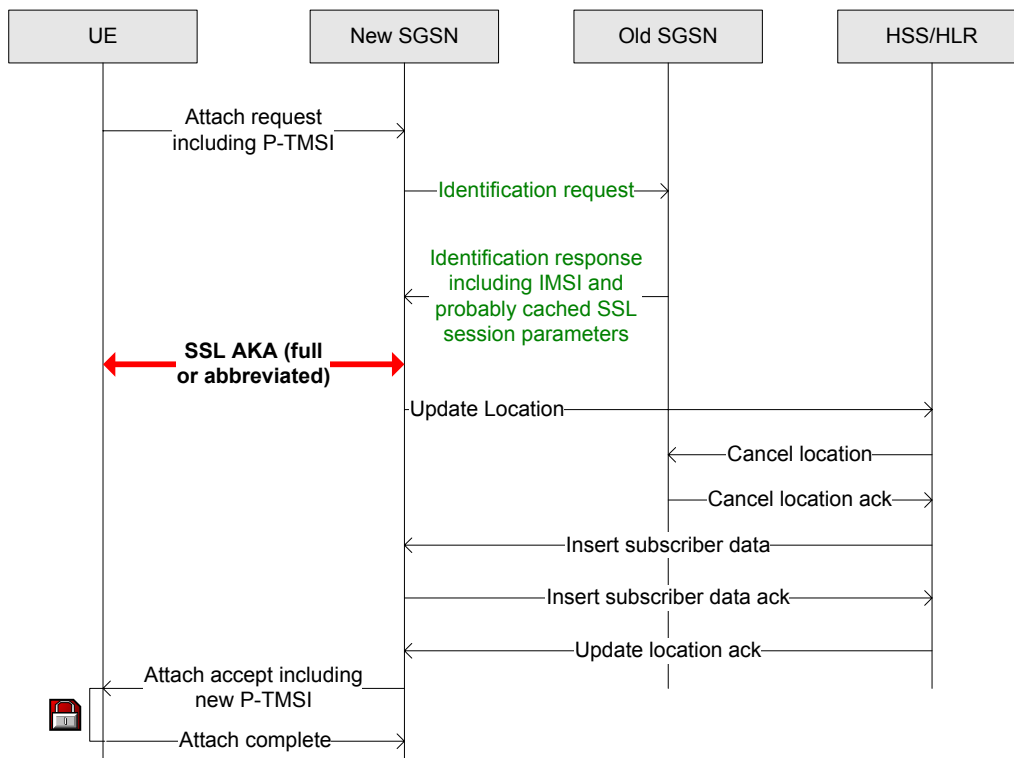 UE
New SGSN
Old SGSN
HSS/HLR
Attach request
including P-TMSI
Identification request
Identification response
including IMSI and
probably cached SSL
session parameters
SSL AKA (full
or abbreviated)
Update Location
Cancel location
Cancel location ack
Insert subscriber data
Insert subscriber data ack
Update location ack
Attach accept including
new P-TMSI
Attach complete